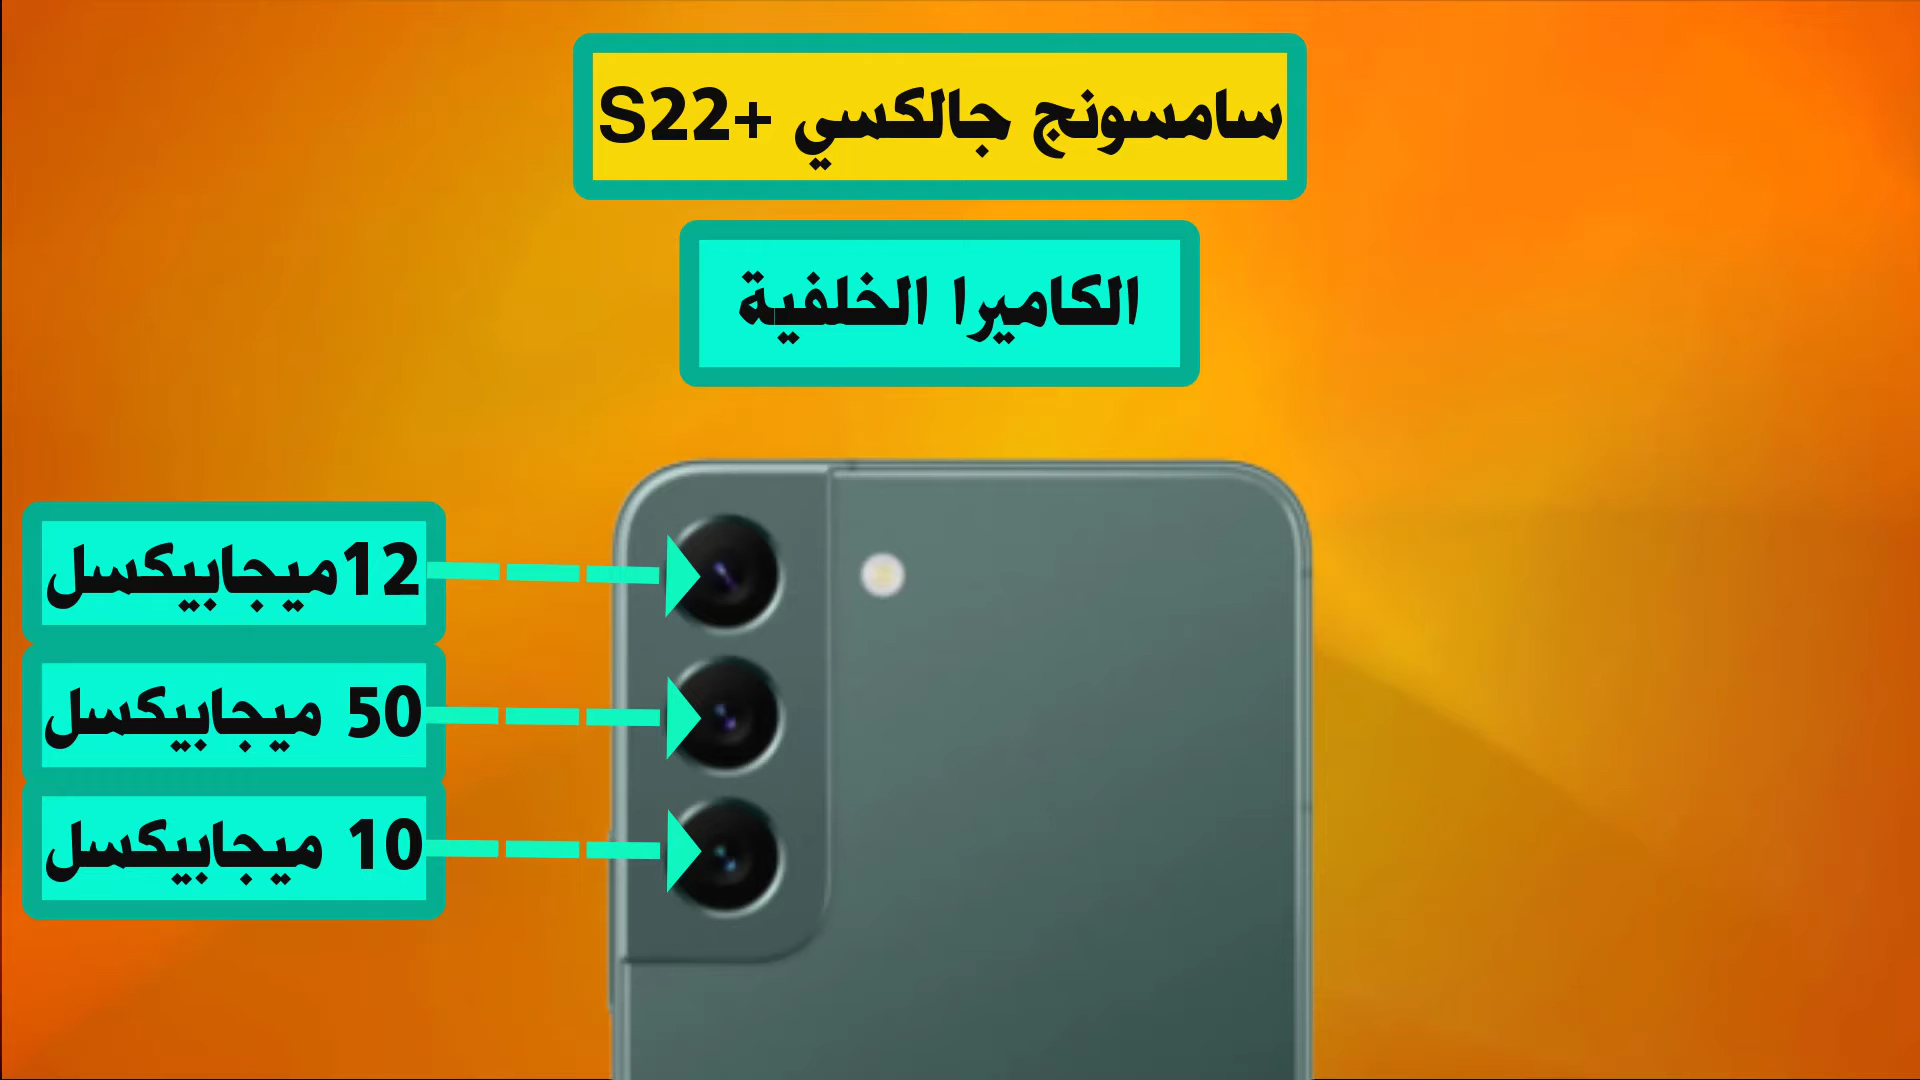 سامسونج جالكسي +S22
الكاميرا الخلفية
12ميجابيكسل
50 ميجابيكسل
10 ميجابيكسل